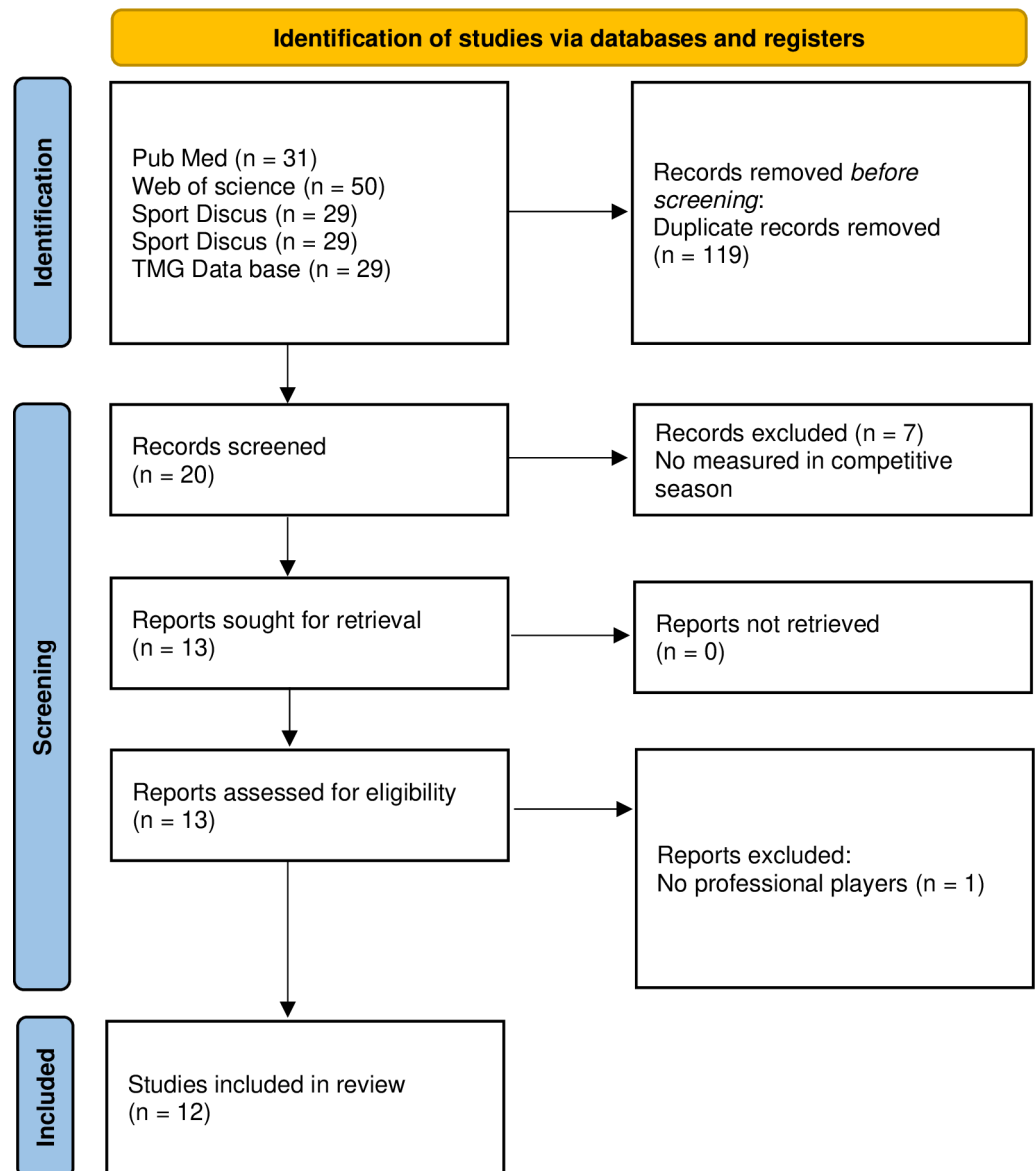 Identification of studies via databases and registers
Identification
Pub Med (n = 31)
Web of science (n = 50)
Sport Discus (n = 29)
Sport Discus (n = 29)
TMG Data base (n = 29)
Records removed before
screening:
Duplicate records removed
(n = 119)
Screening
Records screened
(n = 20)
Records excluded (n = 7)
No measured in competitive
season
Reports sought for retrieval
(n = 13)
Reports not retrieved
(n = 0)
Reports assessed for eligibility
(n = 13)
Reports excluded:
No professional players (n = 1)
Included
Studies included in review
(n = 12)